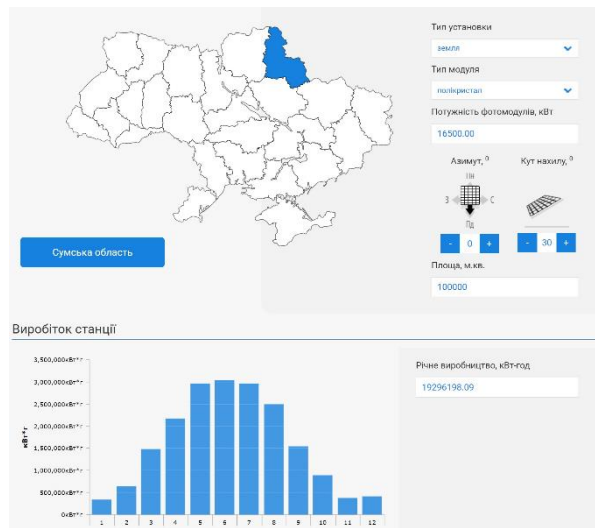 Тип установки
земля
Тип модуля
полікристал
Потужність фотомодулів, кВт
16500.00
Азимут, ⁰ Кут нахилу, ⁰
Пн
З С
Пд
- 0 + - 30 +
Сумська область
Площа, м.кв.
100000
Виробіток станції
Річне виробництво, кВт-год
19296198.09
кВт*г
3,500,000кВт*г
3,000,000кВт*г
2,500,000кВт*г
2,000,000кВт*г
1,500,000кВт*г
1,000,000кВт*г
500,000кВт*г
0кВт*г
1 2 3 4 5 6 7 8 9 10 11 12